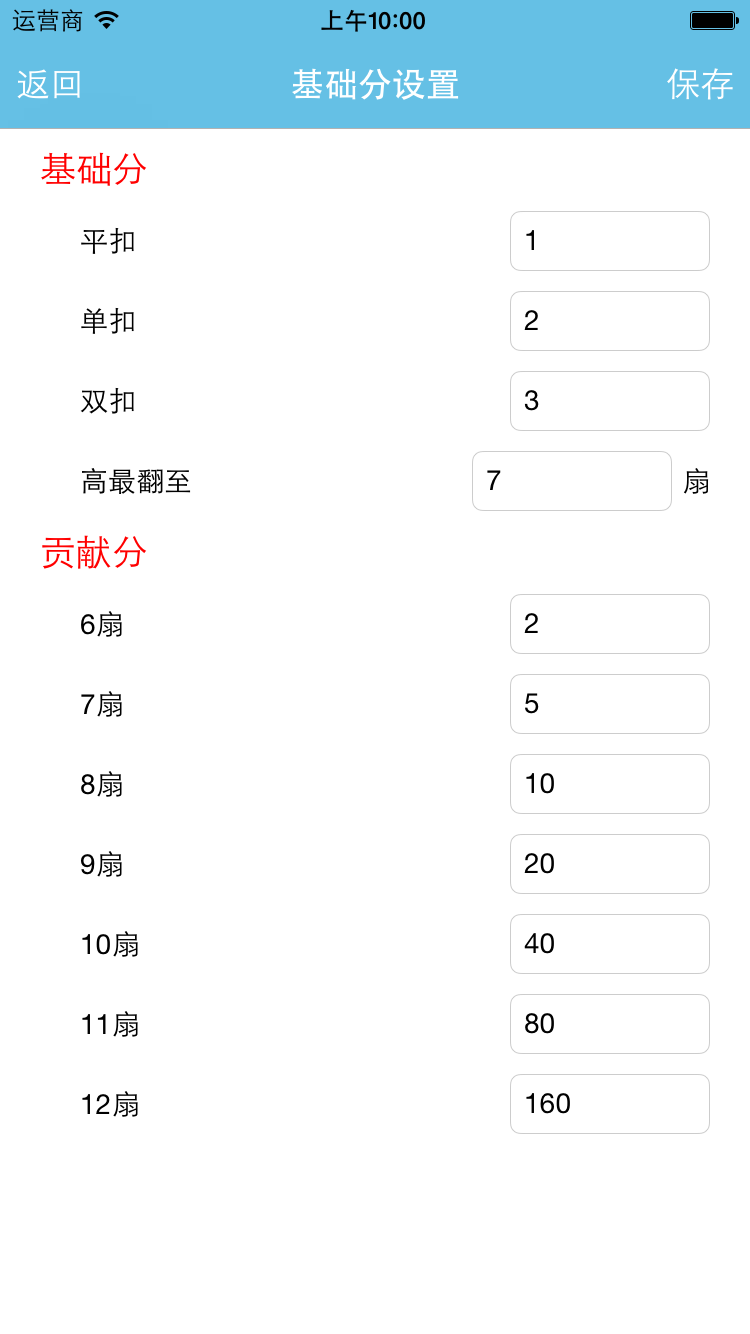 运营商 上午10:00
返回 基础分设置 保存
基础分
平扣 1
单扣 2
双扣 3
高最翻至 7 扇
贡献分
6扇 2
7扇 5
8扇 10
9扇 20
10扇 40
11扇 80
12扇 160